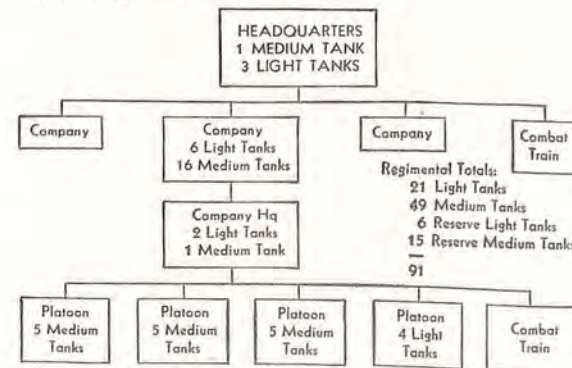 HEADQUARTERS
1 MEDIUM TANK
3 LIGHT TANKS
Company
Company
6 Light Tanks
16 Medium Tanks
Company
Combat
Train
Regimental Totals:
21 Light Tanks
49 Medium Tanks
6 Reserve Light Tanks
15 Reserve Medium Tanks
91
Company Hq
2 Light Tanks
1 Medium Tank
Platoon
5 Medium
Tanks
Platoon
5 Medium
Tanks
Platoon
5 Medium
Tanks
Platoon
4 Light
Tanks
Combat
Train